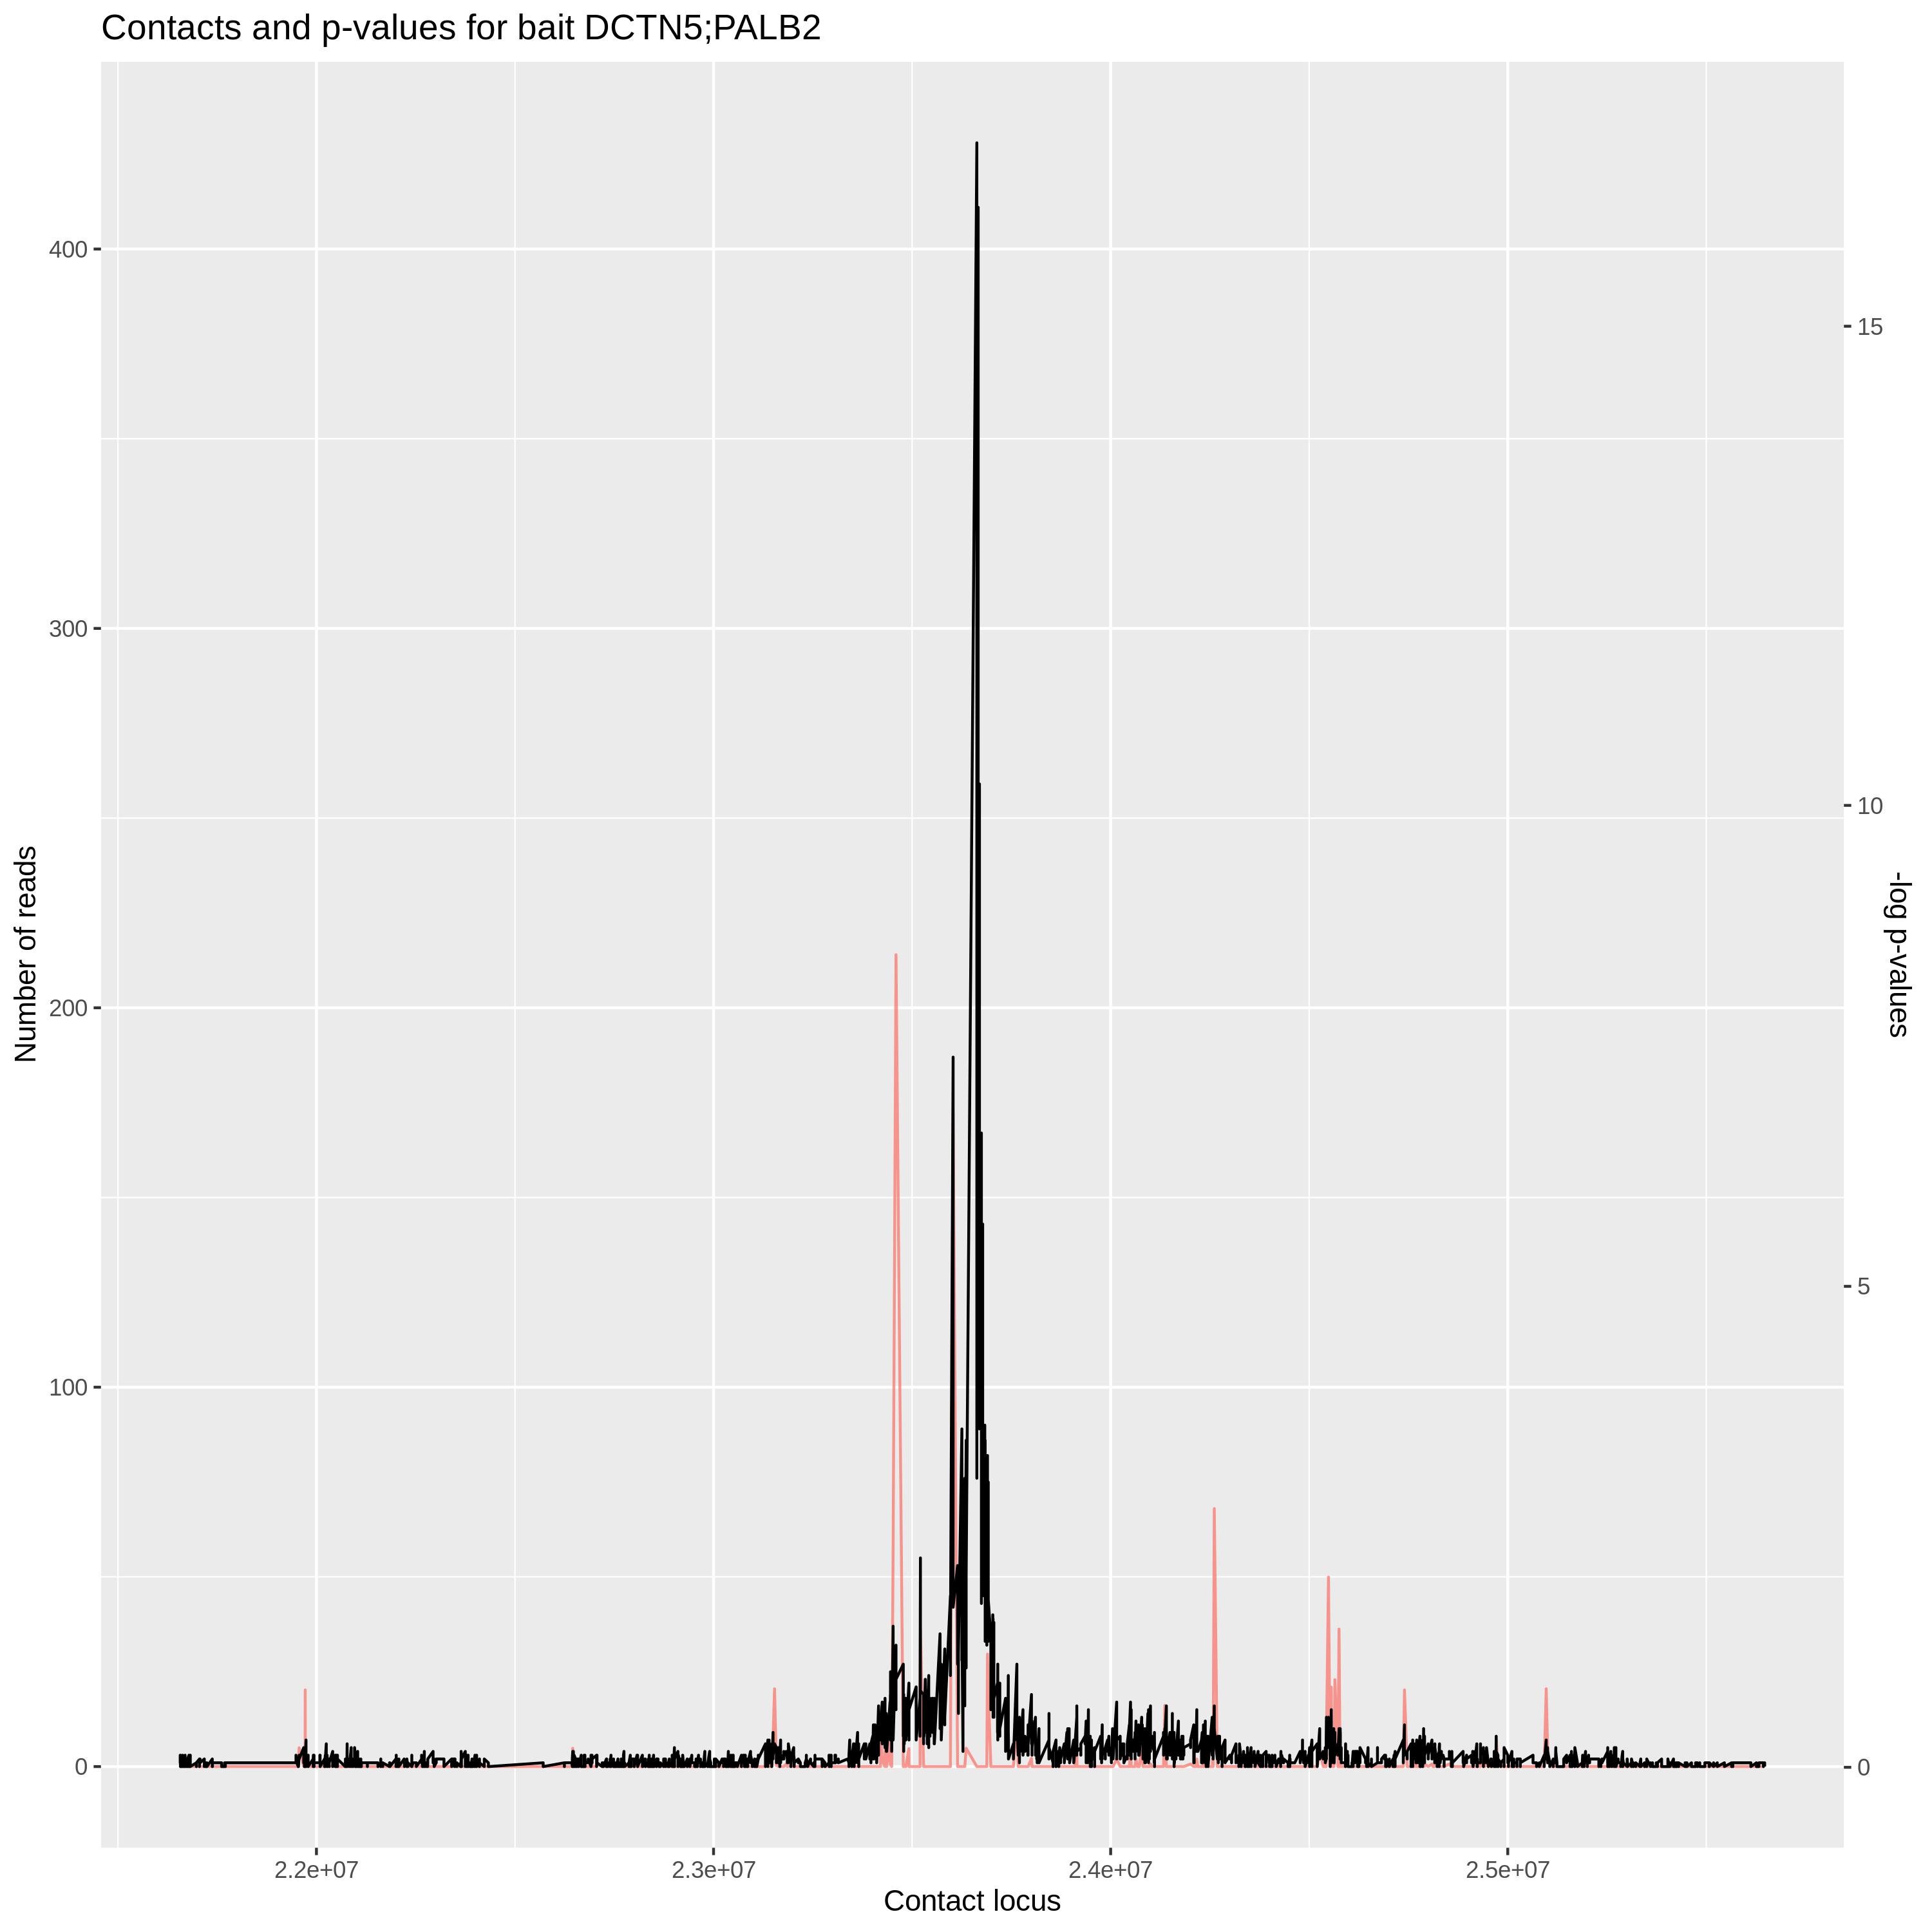 Contacts and p-values for bait DCTN5;PALB2
400
300
200
100
0
Number of reads
15
10
5
0
-log p-values
2.2e+07
2.3e+07
2.4e+07
2.5e+07
Contact locus